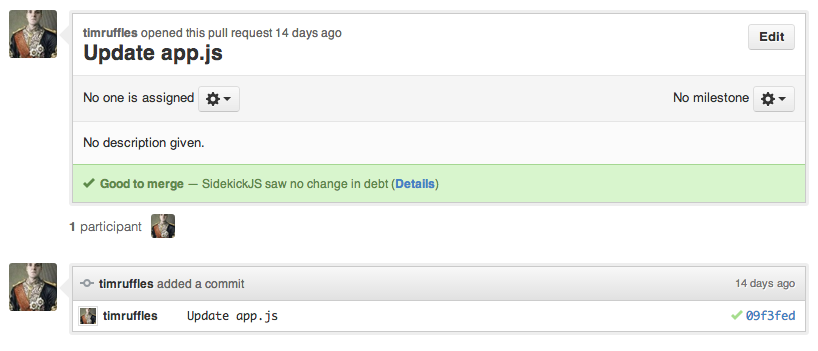 timruffles opened this pull request 14 days ago
Edit
Update app.js
No one is assigned
No milestone
No description given.
Good to merge — SidekickJS saw no change in debt (Details)
1 participant
timruffles added a commit
14 days ago
timruffles
Update app.js
09f3fed